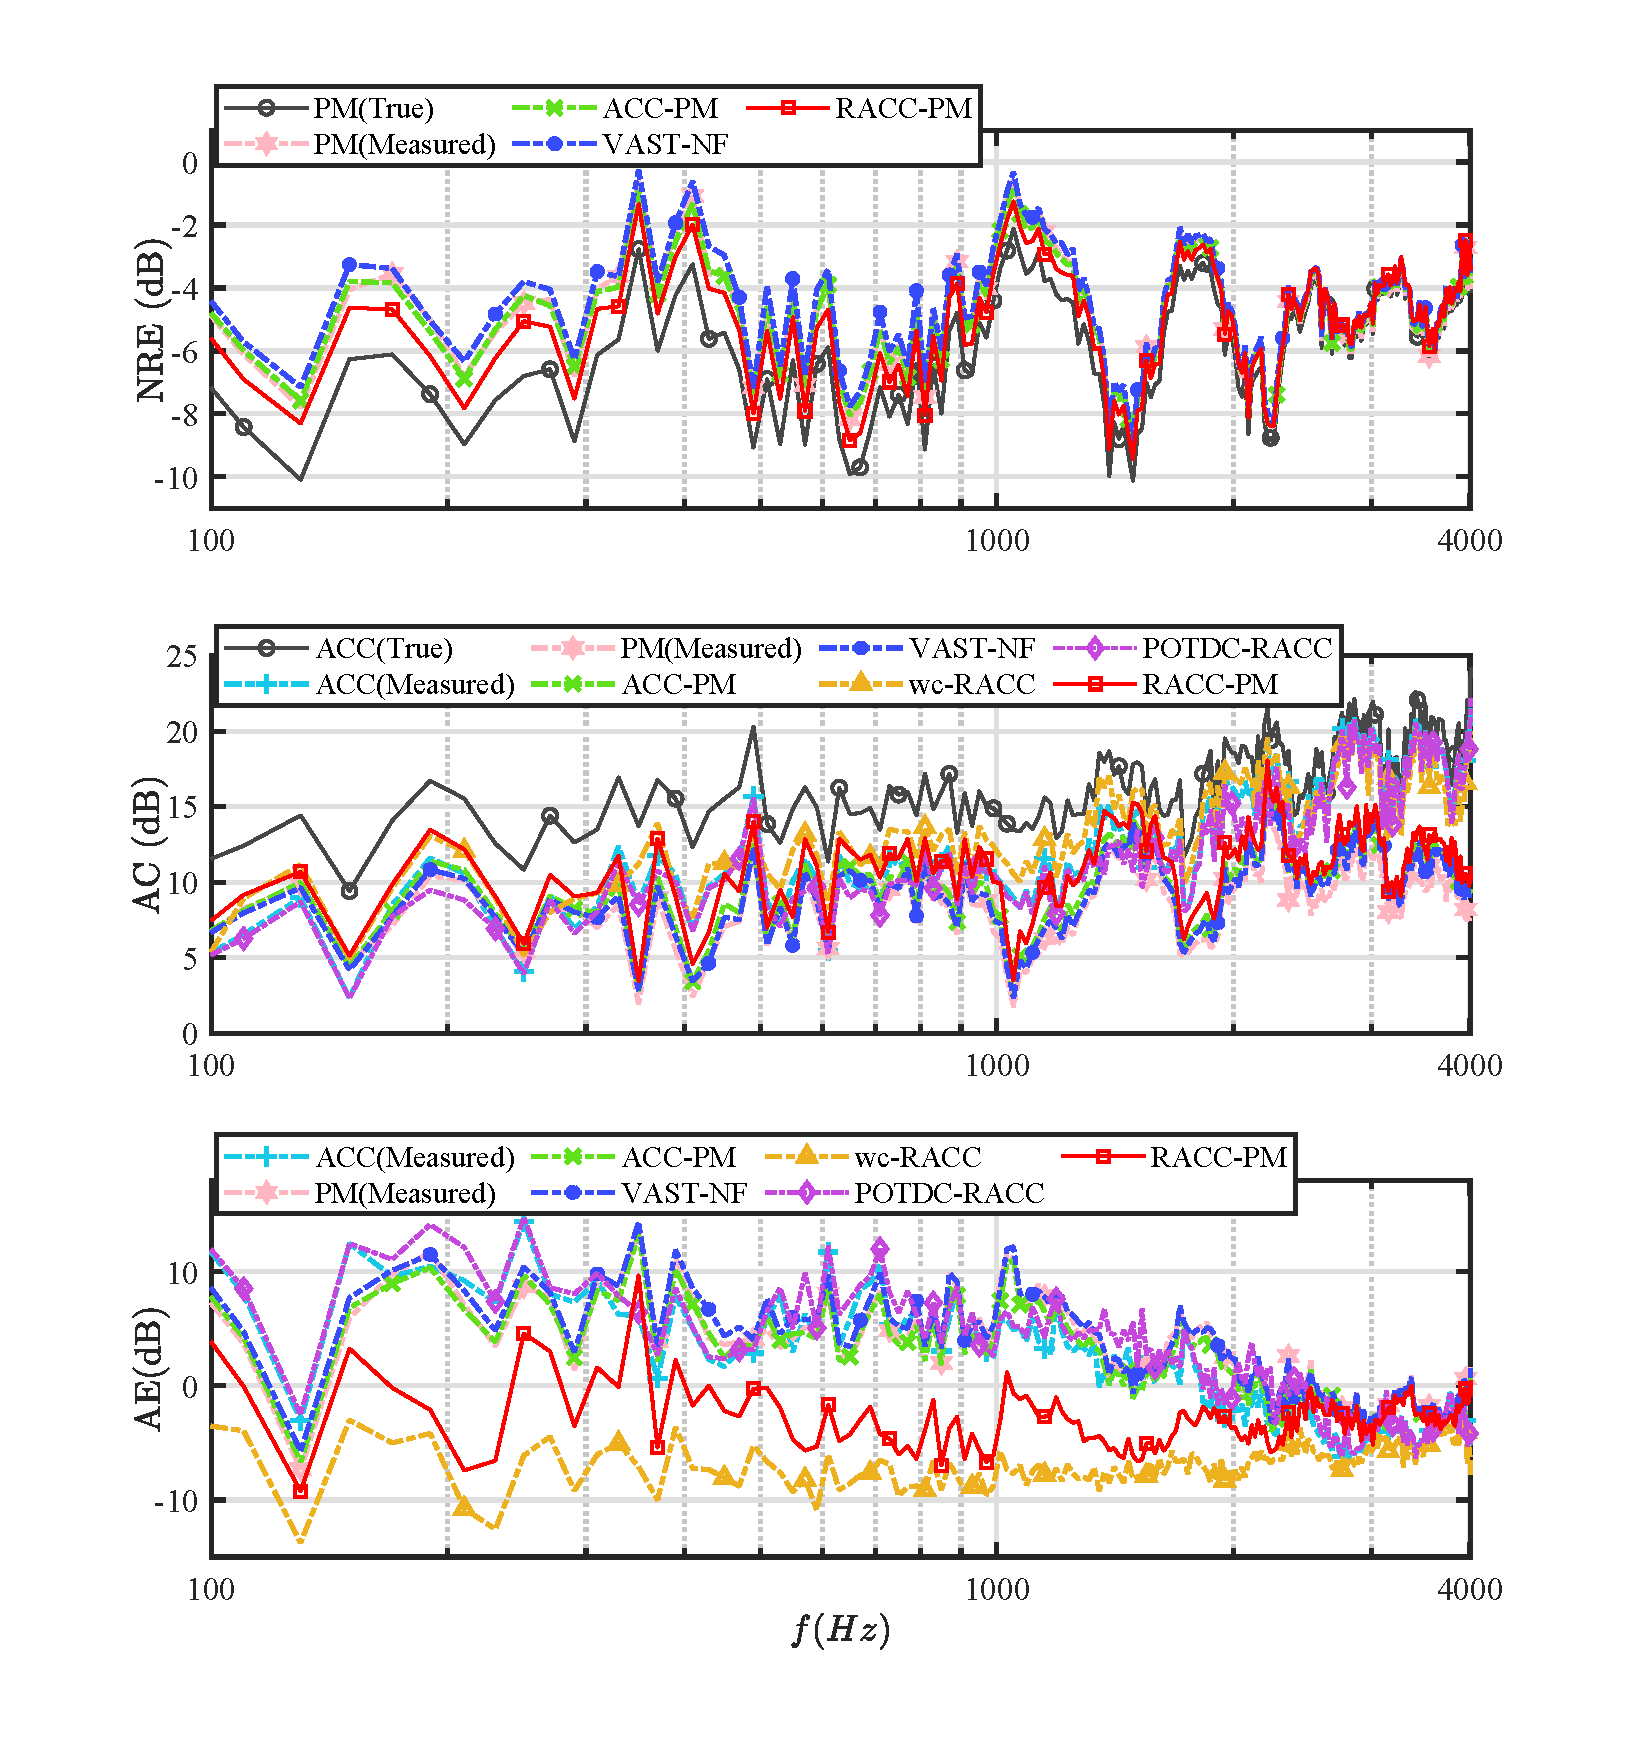 PM(True) ACC-PM RACC-PM
PM(Measured) VAST-NF
0
-2
-4
-6
-8
-10
NRE (dB)
100 1000 4000
ACC(True) PM(Measured) VAST-NF POTDC-RACC
ACC(Measured) ACC-PM wc-RACC RACC-PM
25
20
15
10
5
0
AC (dB)
100 1000 4000
ACC(Measured) ACC-PM wc-RACC RACC-PM
PM(Measured) VAST-NF POTDC-RACC
10
0
-10
AE(dB)
100 1000 4000
f(Hz)